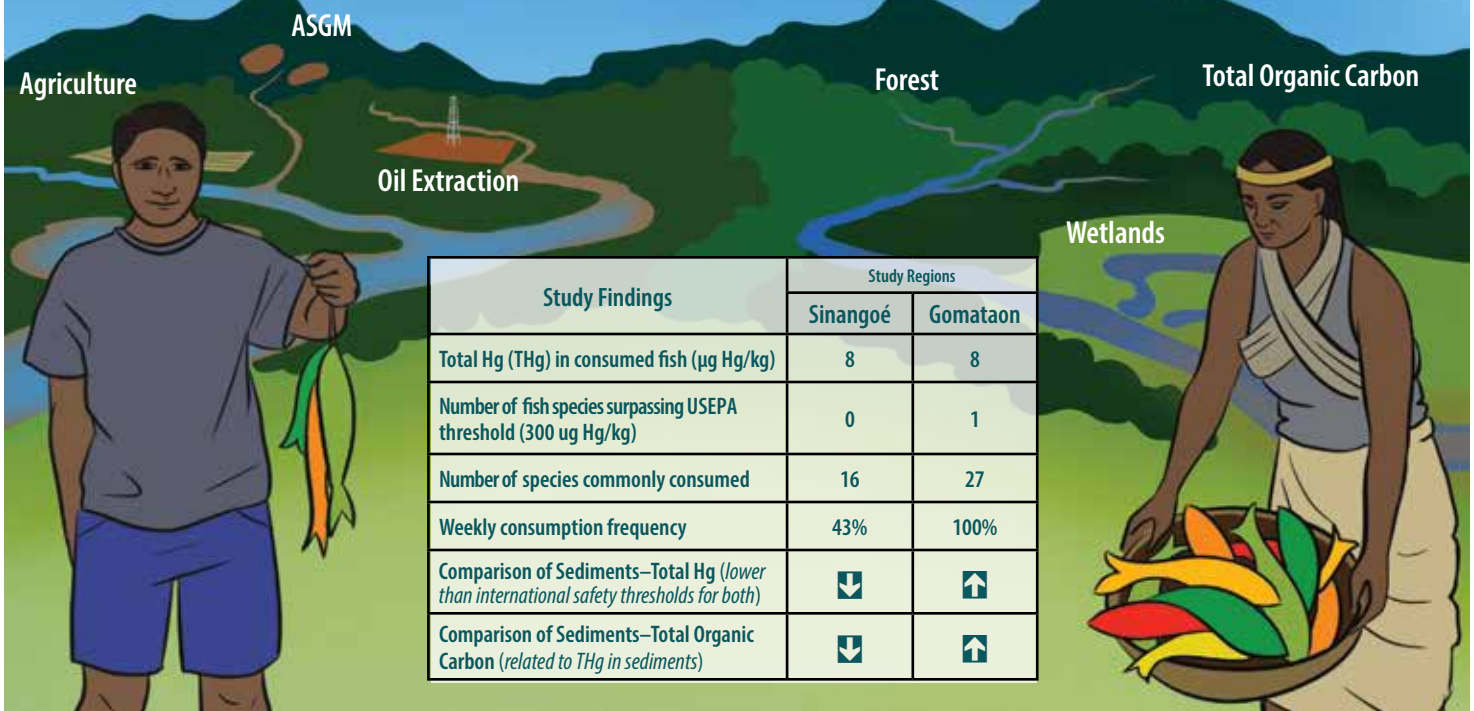 ASGM
Agriculture
Forest
Total Organic Carbon
Oil Extraction
Wetlands
Study Findings
Study Regions
Sinangoé
Gomataon
Total Hg (THg) in consumed fish (µg Hg/kg)
8
8
Number of fish species surpassing USEPA
threshold (300 ug Hg/kg)
0
1
Number of species commonly consumed
16
27
Weekly consumption frequency
43%
100%
Comparison of Sediments–Total Hg (lower
than international safety thresholds for both)
Comparison of Sediments–Total Organic
Carbon (related to THg in sediments)